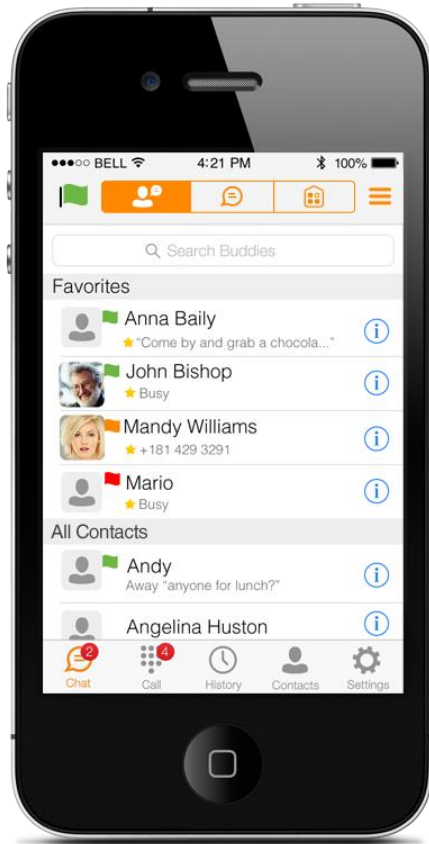 BELL 4:21 PM 100%
Search Buddies
Favorites
Anna Baily
"Come by and grab a chocola..."
John Bishop
Busy
Mandy Williams
+181 429 3291
Mario
Busy
All Contacts
Andy
Away "anyone for lunch?"
Angelina Huston
2 4
Chat Call History Contacts Settings